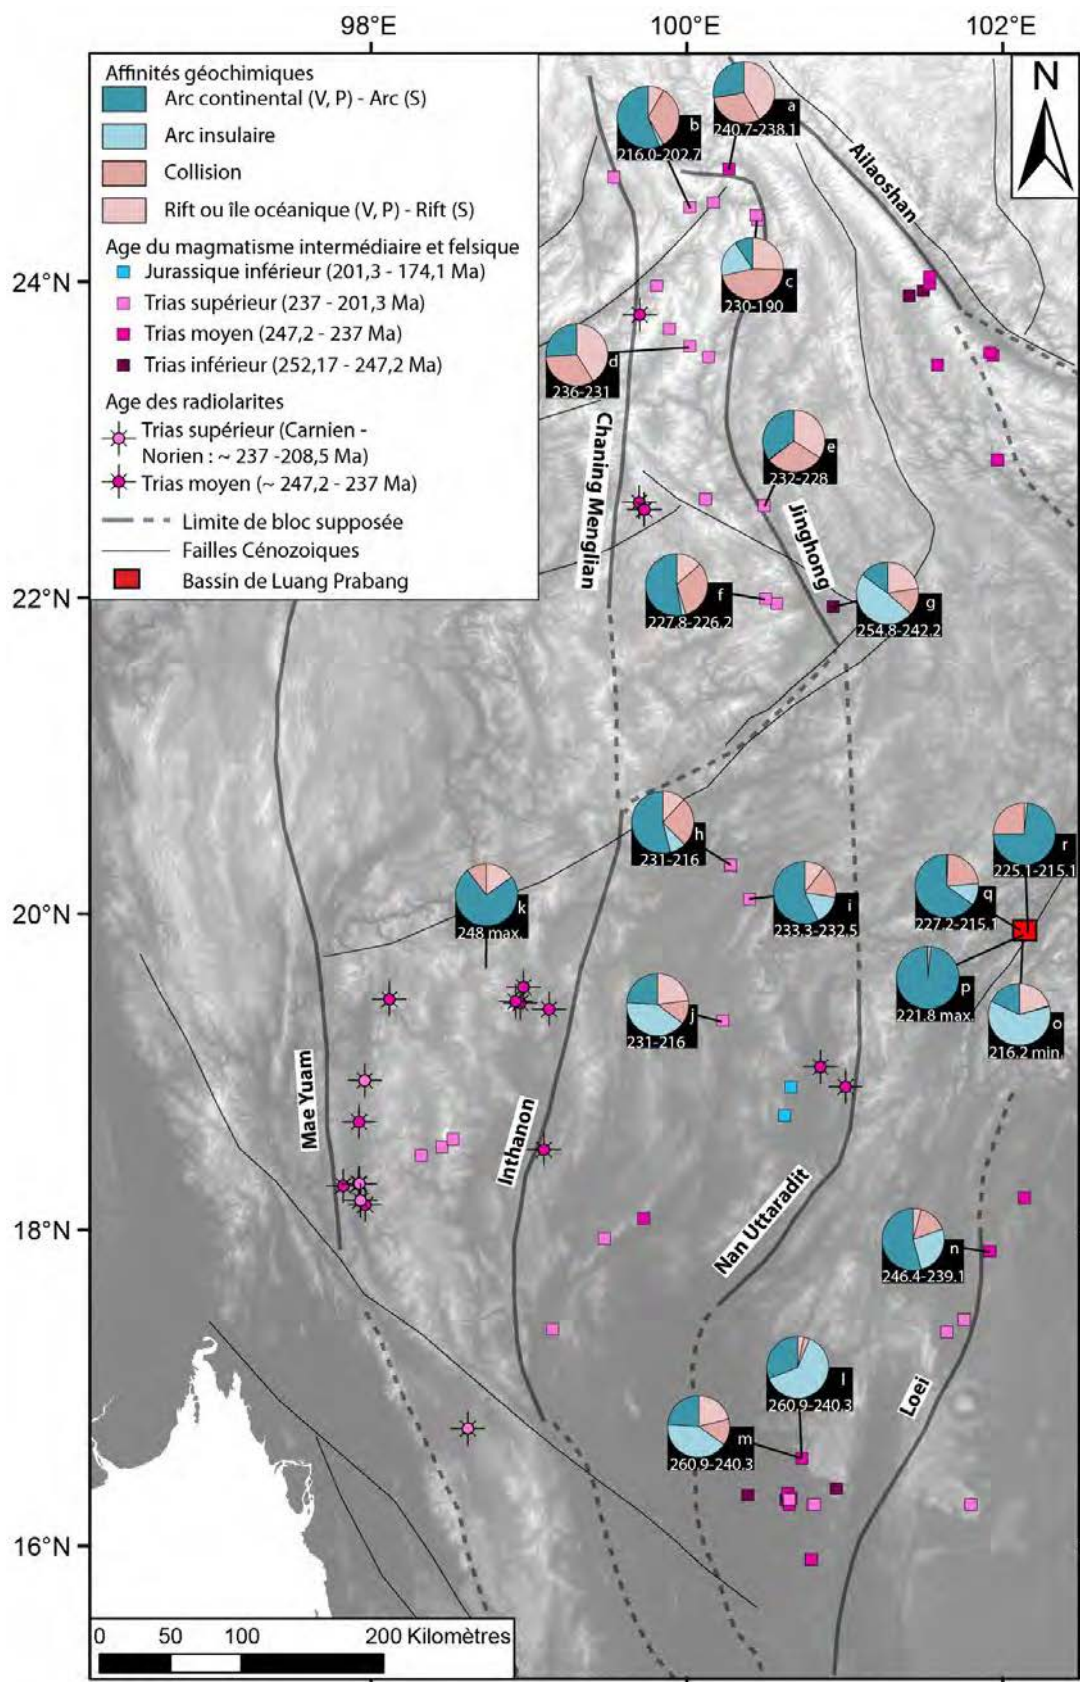 98°E 100°E 102°E
Affinités géochimiques
Arc continental (V, P) - Arc (S)
Arc insulaire
Collision
Rift ou île océanique (V, P) - Rift (S)
Age du magmatisme intermédiaire et felsique
Jurassique inférieur (201,3 - 174,1 Ma)
Trias supérieur (237 - 201,3 Ma)
Trias moyen (247,2 - 237 Ma)
Trias inférieur (252,17 - 247,2 Ma)
Age des radiolarites
Trias supérieur (Carnien -
Norien : ~ 237 -208,5 Ma)
Trias moyen (~ 247,2 - 237 Ma)
Limite de bloc supposée
Failles Cénozoiques
Bassin de Luang Prabang
N
a
240.7-238.1
b
216.0-202.7
Ailaoshan
24°N
c
230-190
d
236-231
Chaning Menglian
e
232-228
Jinghong
22°N
f
227.8-226.2
g
254.8-242.2
h
231-216
r
225.1-215.1
k
248 max.
i
233.3-232.5
q
227.2-215.1
20°N
j
231-216
p
221.8 max.
o
216.2 min.
Mae Yuam
Inthanon
Nan Uttaradit
18°N
n
246.4-239.1
l
260.9-240.3
Loei
m
260.9-240.3
16°N
0 50 100 200 Kilomètres